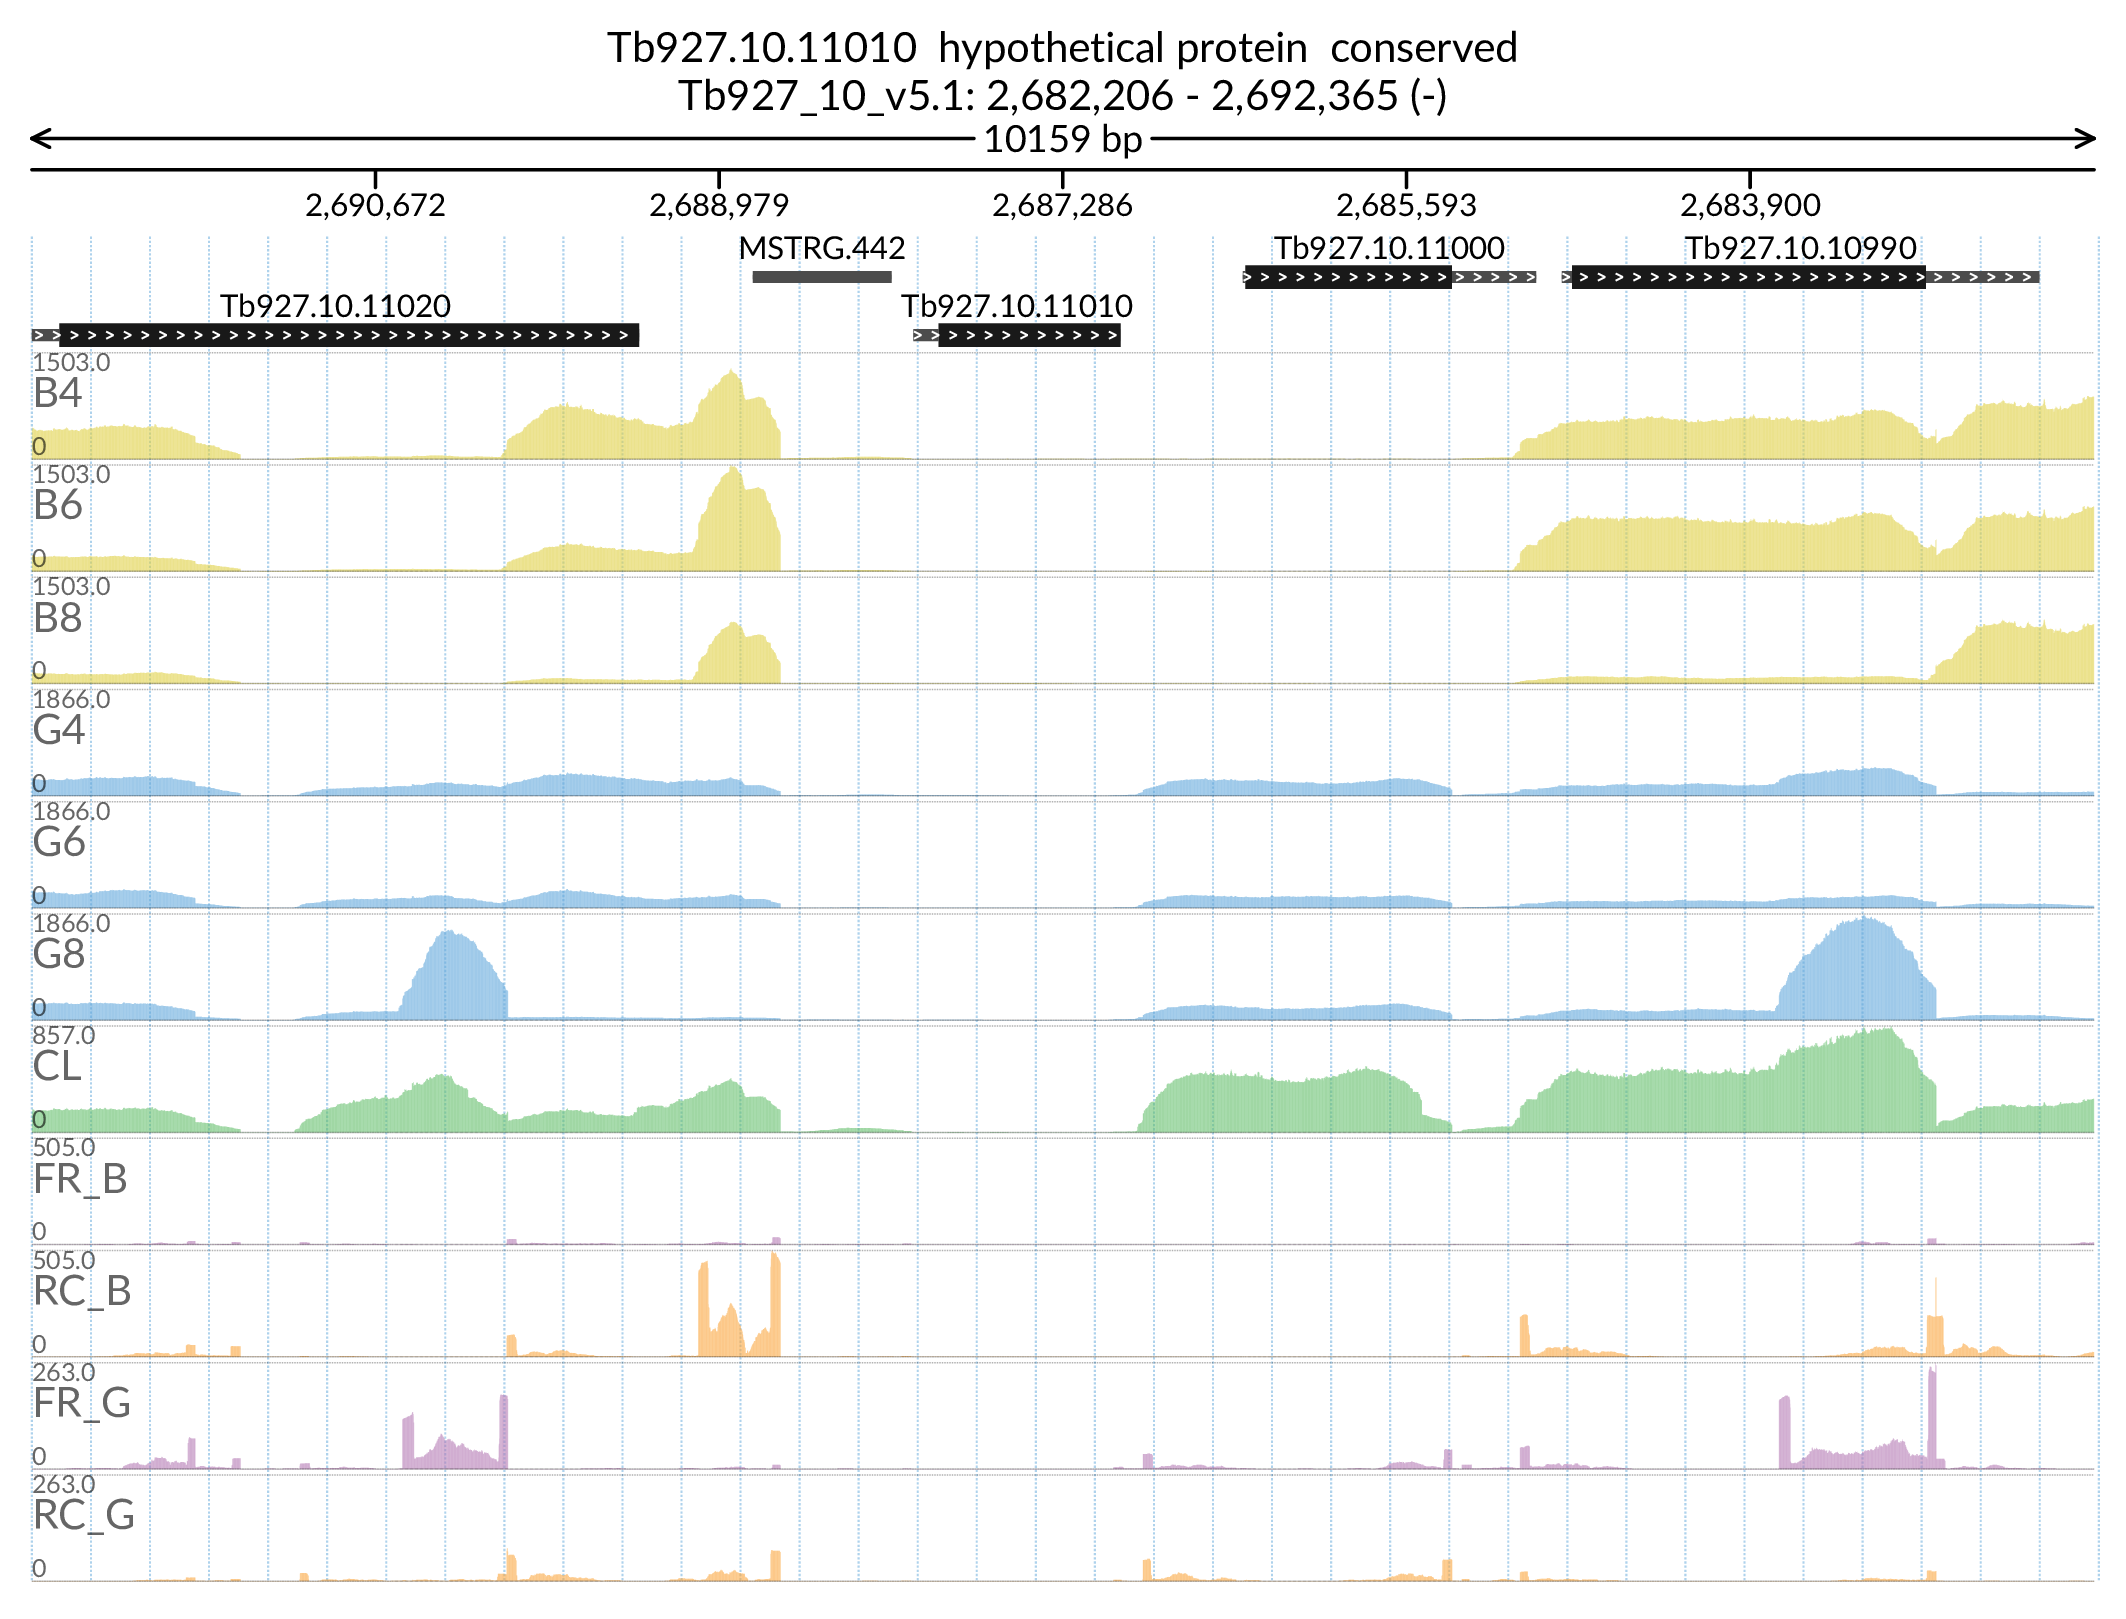 Tb927.10.11010  hypothetical protein  conserved
Tb927_10_v5.1: 2,682,206 - 2,692,365 (-)
10159 bp
2,690,672 2,688,979 2,687,286 2,685,593 2,683,900
MSTRG.442 Tb927.10.11000 Tb927.10.10990
Tb927.10.11020 Tb927.10.11010
1503.0
B4
0
1503.0
B6
0
1503.0
B8
0
1866.0
G4
0
1866.0
G6
0
1866.0
G8
0
857.0
CL
0
505.0
FR_B
0
505.0
RC_B
0
263.0
FR_G
0
263.0
RC_G
0